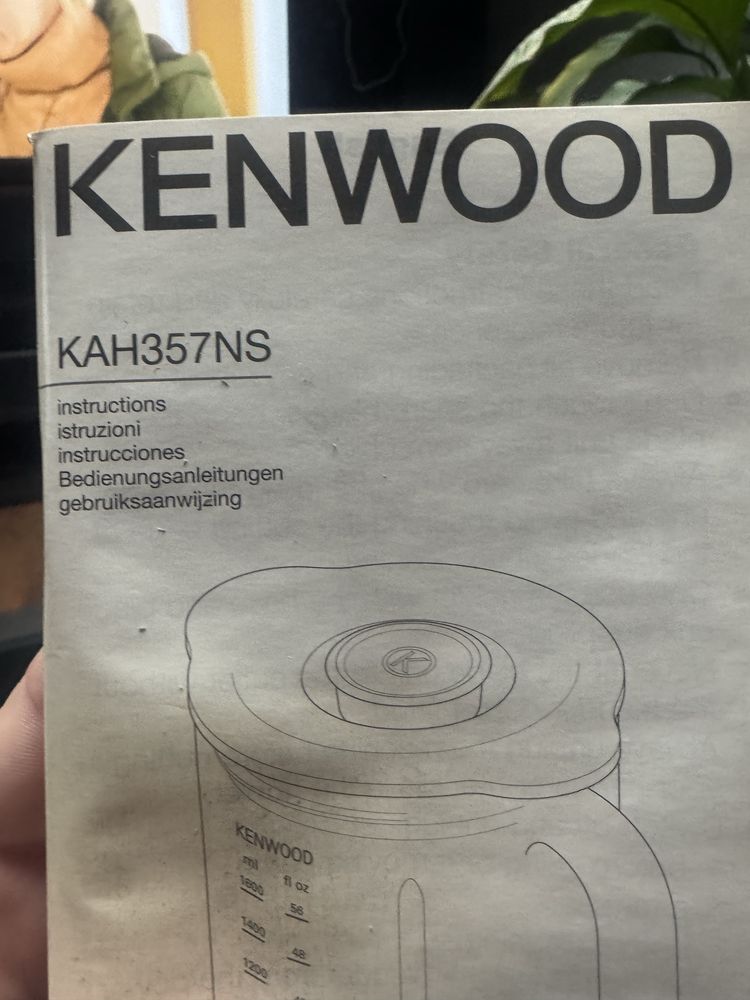 KENWOOD
KAH357NS
instructions
istruzioni
instrucciones
Bedienungsanleitungen
gebruiksaanwijzing
K
KENWOOD
ml fl oz
1600 56
1400 48
1200